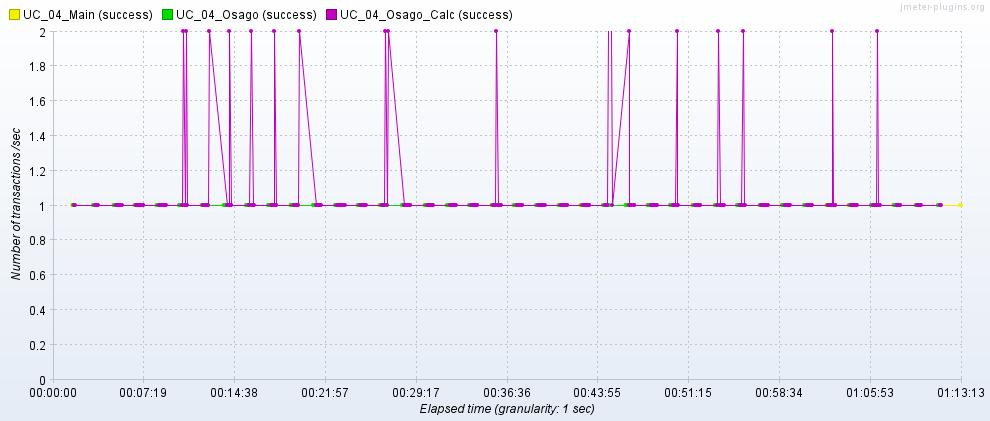 UC_04_Main (success) UC_04_Osago (success) UC_04_Osago_Calc (success)
jmeter-plugins.org
Number of transactions /sec
2
1.8
1.6
1.4
1.2
1
0.8
0.6
0.4
0.2
0
00:00:00 00:07:19 00:14:38 00:21:57 00:29:17 00:36:36 00:43:55 00:51:15 00:58:34 01:05:53 01:13:13
Elapsed time (granularity: 1 sec)